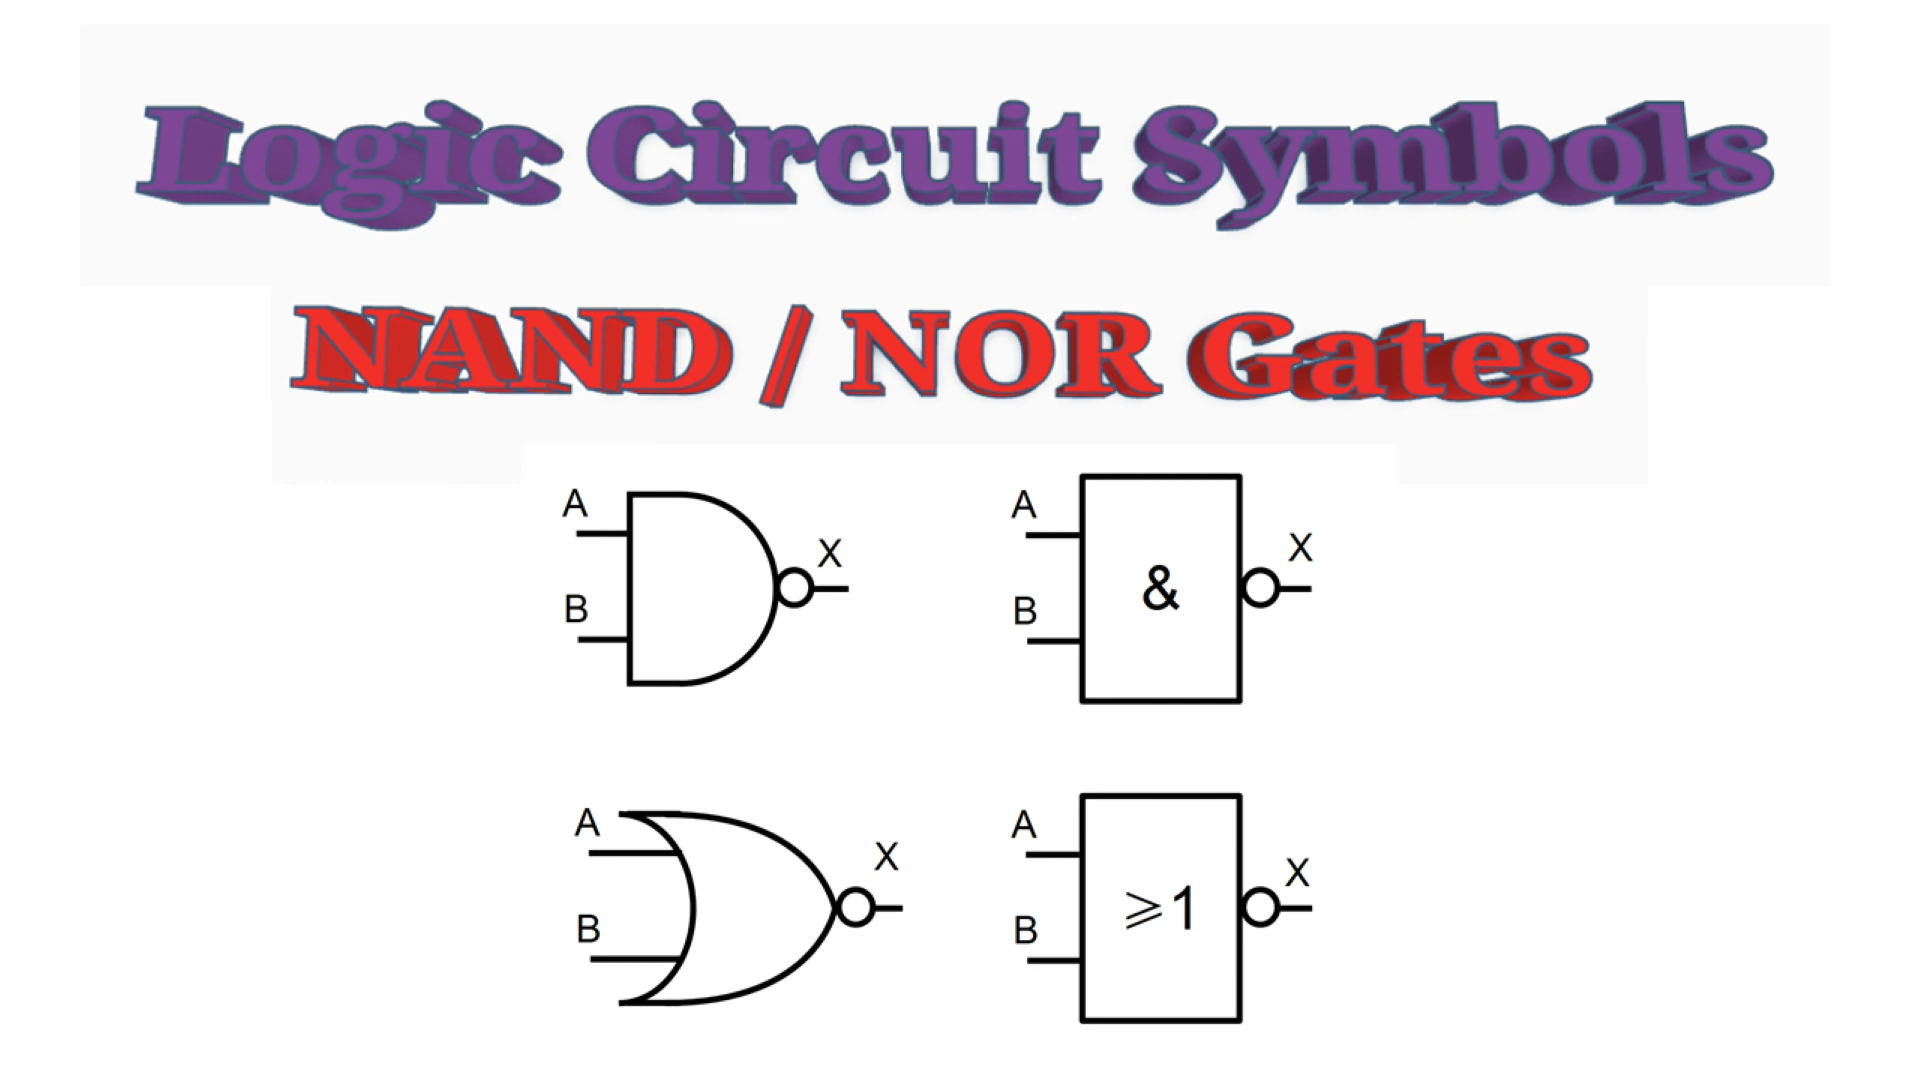 Logic Circuit Symbols
NAND / NOR Gates
A
B
X
A
B
&
X
A
B
X
A
B
⩾1
X